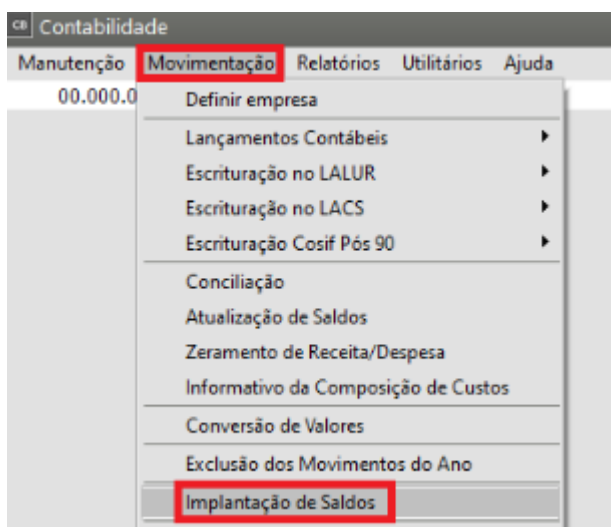 CB Contabilidade
Manutenção Movimentação Relatórios Utilitários Ajuda
00.000.0
Definir empresa
Lançamentos Contábeis
Escrituração no LALUR
Escrituração no LACS
Escrituração Cosif Pós 90
Conciliação
Atualização de Saldos
Zeramento de Receita/Despesa
Informativo da Composição de Custos
Conversão de Valores
Exclusão dos Movimentos do Ano
Implantação de Saldos